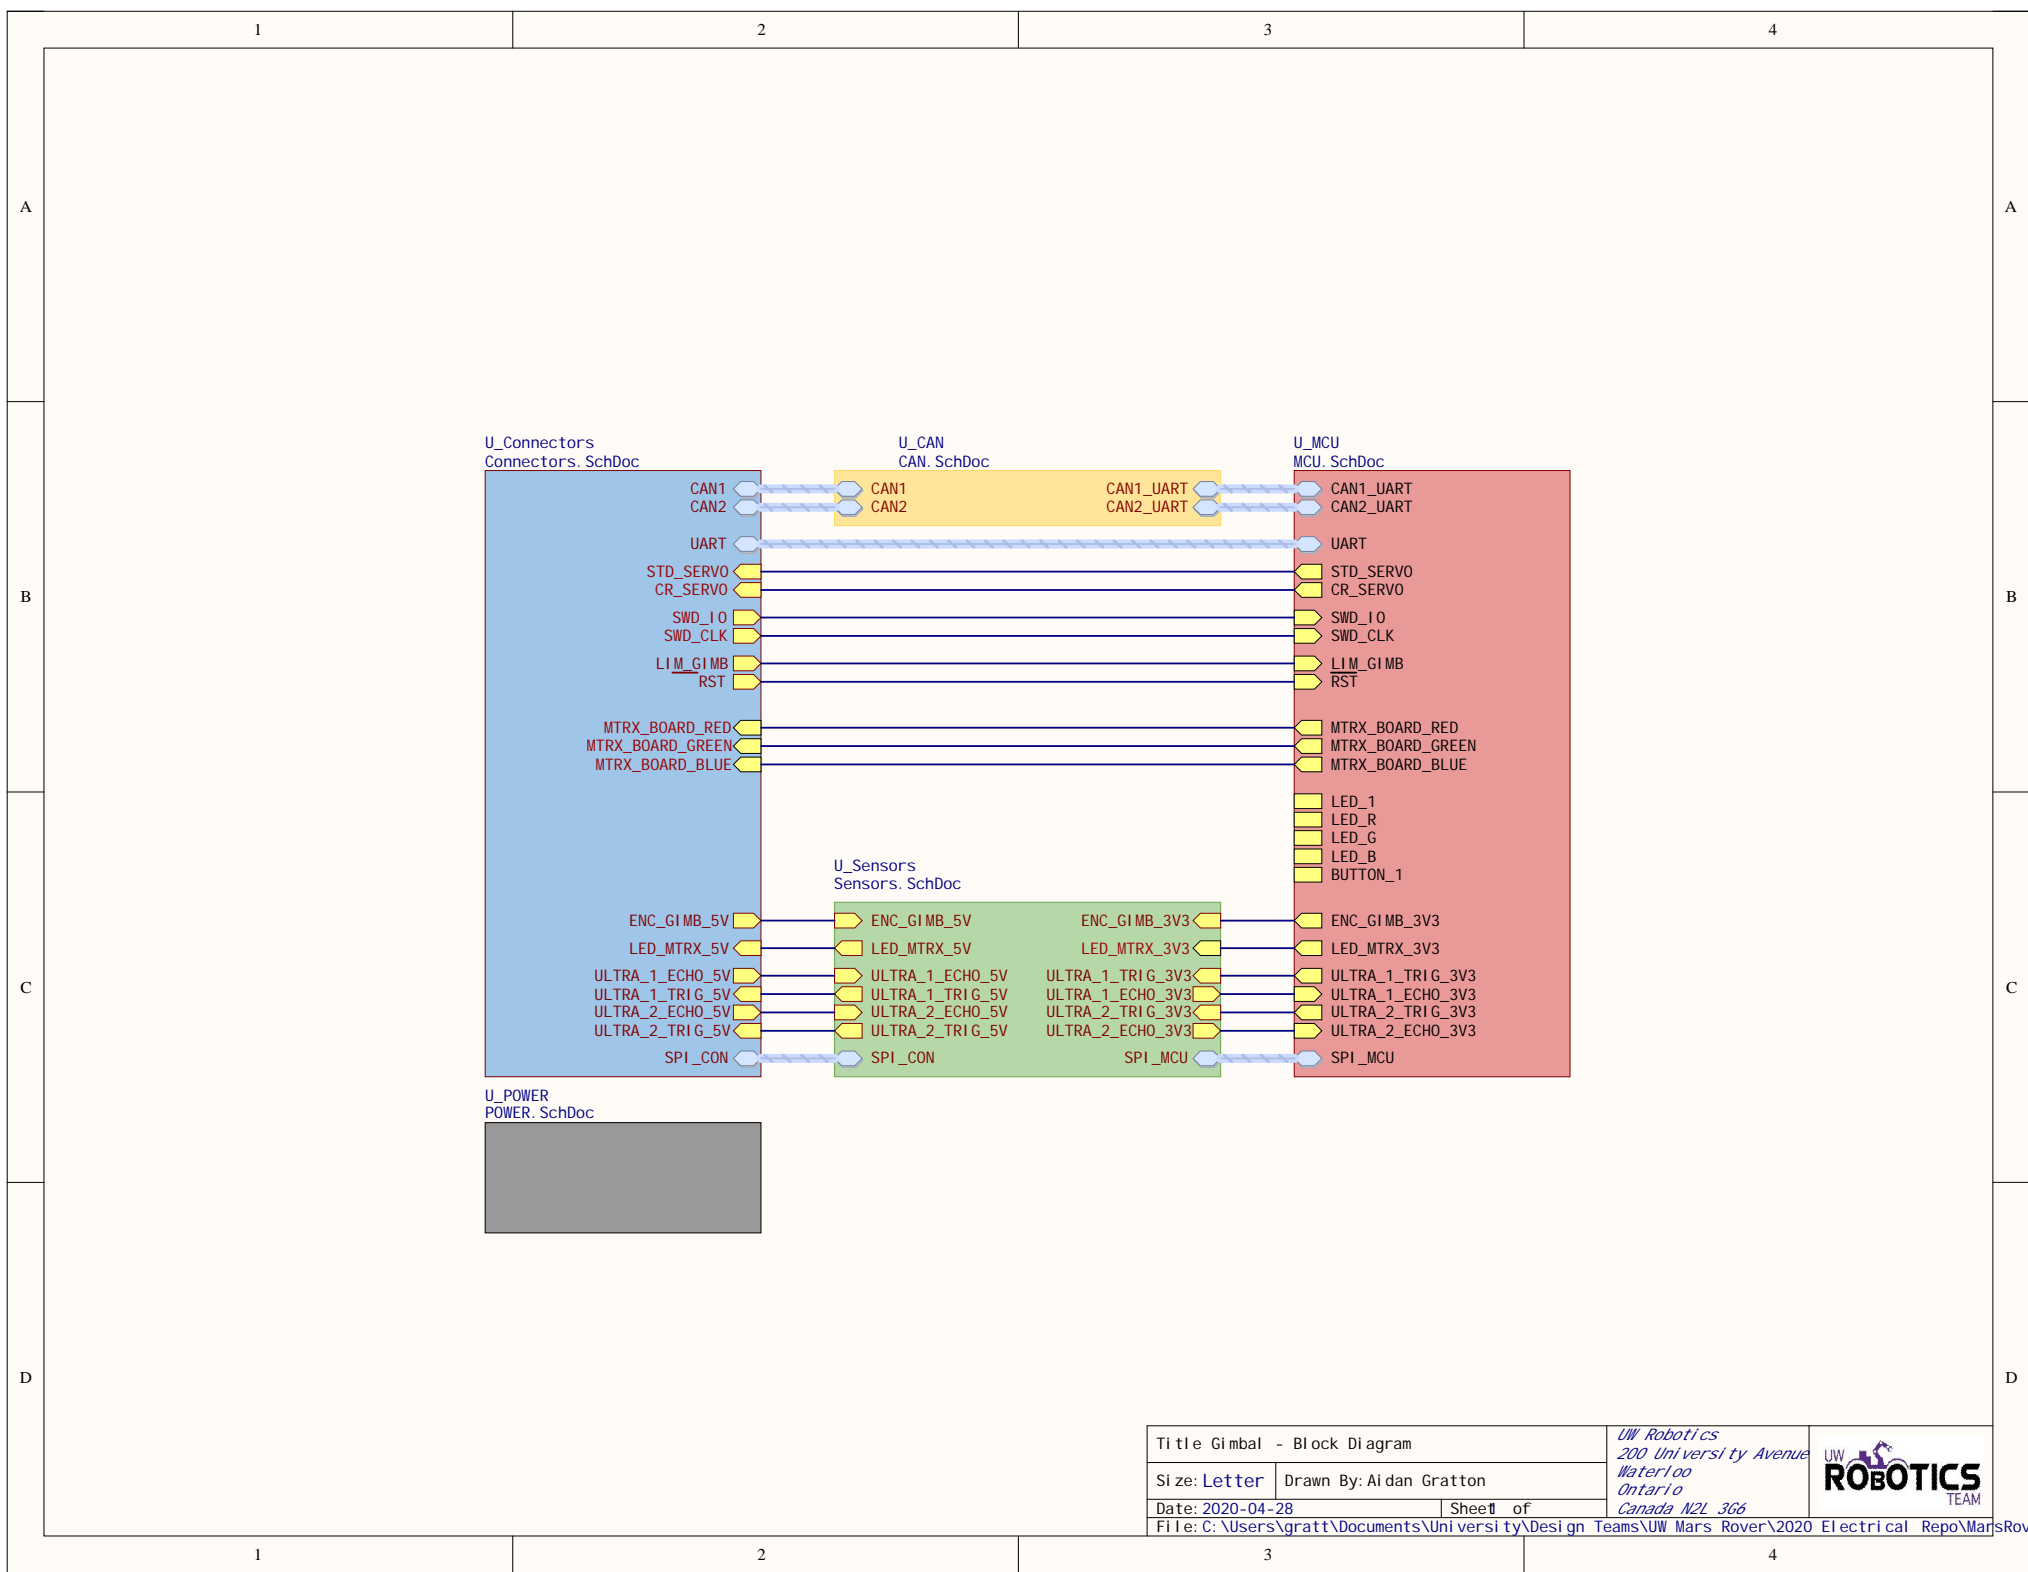 1 2 3 4
A A
U_Connectors
Connectors.SchDoc
U_CAN
CAN.SchDoc
U_MCU
MCU.SchDoc
CAN1 CAN1 CAN1_UART CAN1_UART
CAN2 CAN2 CAN2_UART CAN2_UART
UART UART
STD_SERVO STD_SERVO
CR_SERVO CR_SERVO
B B
SWD_IO SWD_IO
SWD_CLK SWD_CLK
LIM_GIMB LIM_GIMB
RST RST
MTRX_BOARD_RED MTRX_BOARD_RED
MTRX_BOARD_GREEN MTRX_BOARD_GREEN
MTRX_BOARD_BLUE MTRX_BOARD_BLUE
LED_1
LED_R
LED_G
LED_B
BUTTON_1
U_Sensors
Sensors.SchDoc
ENC_GIMB_5V ENC_GIMB_5V ENC_GIMB_3V3 ENC_GIMB_3V3
LED_MTRX_5V LED_MTRX_5V LED_MTRX_3V3 LED_MTRX_3V3
ULTRA_1_ECHO_5V ULTRA_1_ECHO_5V ULTRA_1_TRIG_3V3 ULTRA_1_TRIG_3V3
C C
ULTRA_1_TRIG_5V ULTRA_1_TRIG_5V ULTRA_1_ECHO_3V3 ULTRA_1_ECHO_3V3
ULTRA_2_ECHO_5V ULTRA_2_ECHO_5V ULTRA_2_TRIG_3V3 ULTRA_2_TRIG_3V3
ULTRA_2_TRIG_5V ULTRA_2_TRIG_5V ULTRA_2_ECHO_3V3 ULTRA_2_ECHO_3V3
SPI_CON SPI_CON SPI_MCU SPI_MCU
U_POWER
POWER.SchDoc
D D
Title Gimbal - Block Diagram
Size: Letter Drawn By: Aidan Gratton
Date: 2020-04-28 Sheet 1 of
File: C:\Users\gratt\Documents\University\Design Teams\UW Mars Rover\2020 Electrical Repo\MarsRov
UW Robotics
200 University Avenue
Waterloo
Ontario
Canada N2L 3G6
UW
ROBOTICS
TEAM
1 2 3 4